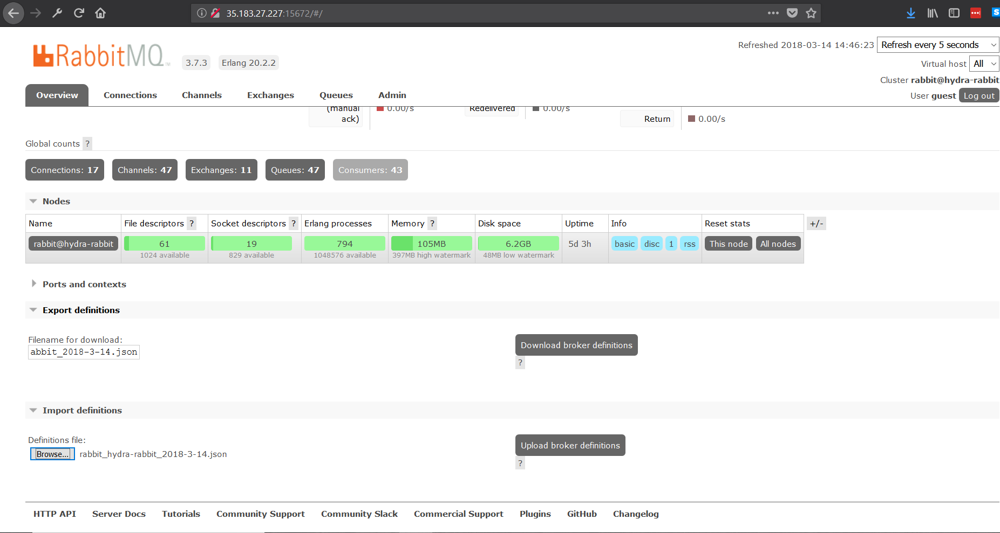 35.183.27.227:15672/#/
RabbitMQ TM
3.7.3 Erlang 20.2.2
Refreshed 2018-03-14 14:46:23 Refresh every 5 seconds
Virtual host All
Cluster rabbit@hydra-rabbit
User guest Log out
Overview Connections Channels Exchanges Queues Admin
(manual 0.00/s Redelivered 0.00/s
ack) Return 0.00/s
Global counts ?
Connections: 17 Channels: 47 Exchanges: 11 Queues: 47 Consumers: 43
Nodes
Name File descriptors ? Socket descriptors ? Erlang processes Memory ? Disk space Uptime Info Reset stats +/-
rabbit@hydra-rabbit 61 19 794 105MB 6.2GB 5d 3h basic disc 1 rss This node All nodes
1024 available 829 available 1048576 available 397MB high watermark 48MB low watermark
Ports and contexts
Export definitions
Filename for download:
abbit_2018-3-14.json
Download broker definitions
?
Import definitions
Definitions file:
Browse... rabbit_hydra-rabbit_2018-3-14.json
Upload broker definitions
?
HTTP API Server Docs Tutorials Community Support Community Slack Commercial Support Plugins GitHub Changelog